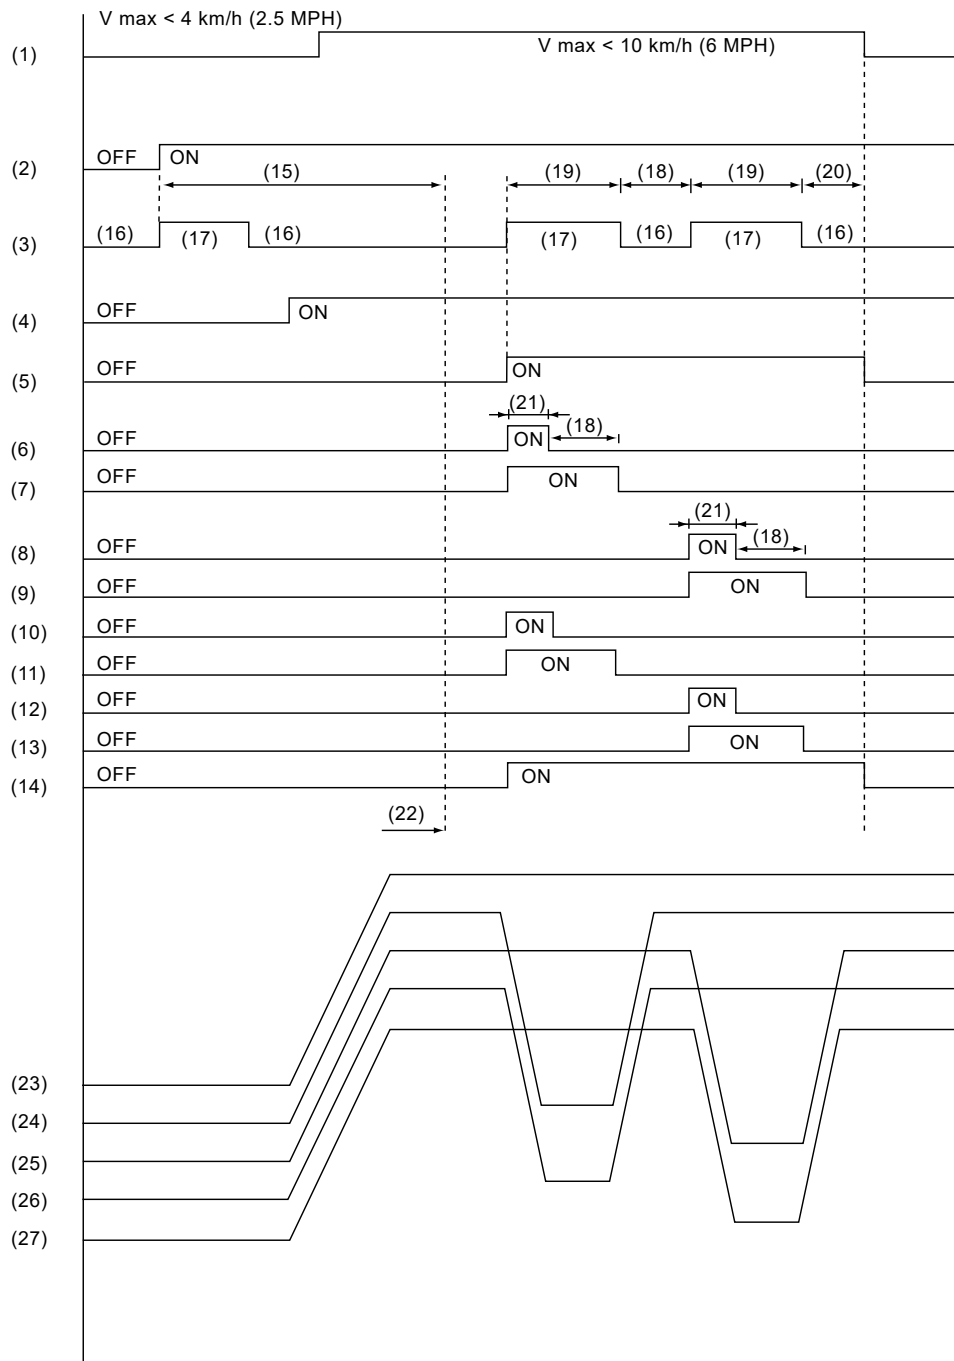 V max < 4 km/h (2.5 MPH)
(1)
V max < 10 km/h (6 MPH)
(2) OFF ON
(15) (19) (18) (19) (20)
(3) (16) (17) (16) (17) (16) (17) (16)
(4) OFF ON
(5) OFF ON
(21)
(6) OFF ON (18)
(7) OFF ON
(21)
(8) OFF ON (18)
(9) OFF ON
(10) OFF ON
(11) OFF ON
(12) OFF ON
(13) OFF ON
(14) OFF ON
(22)
(23)
(24)
(25)
(26)
(27)